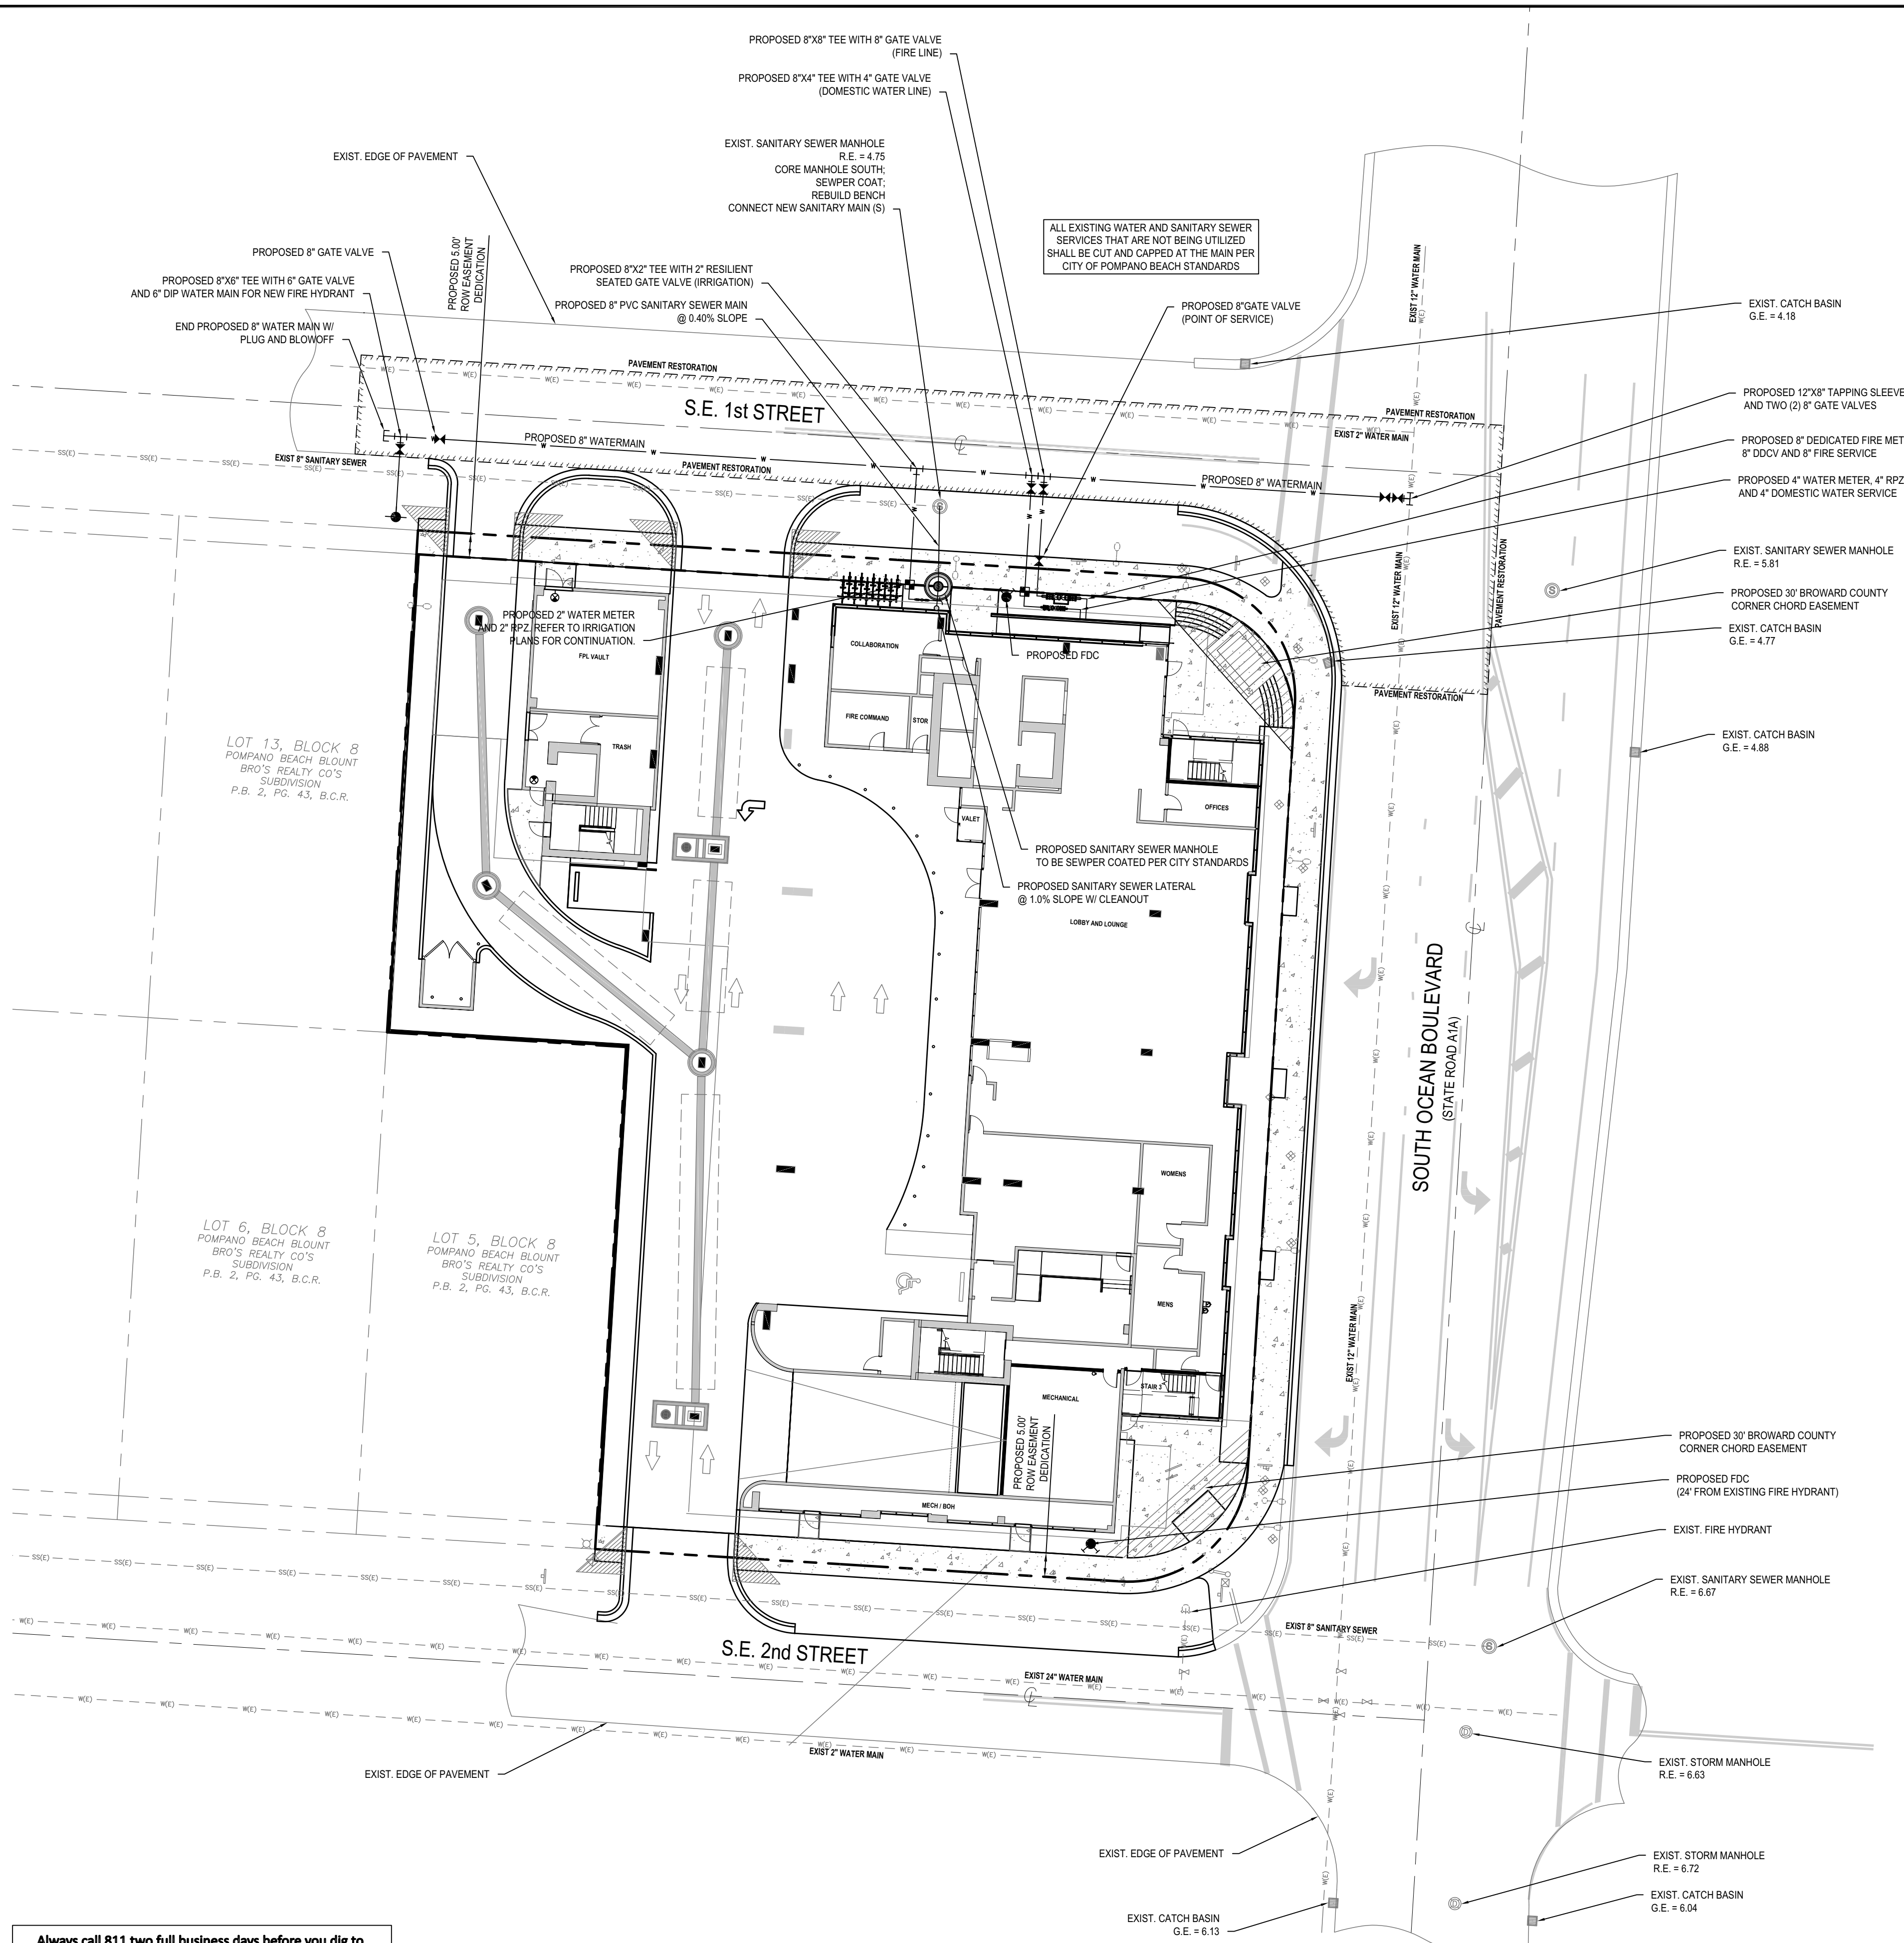 PROPOSED 8"X8" TEE WITH 8" GATE VALVE
(FIRE LINE)
PROPOSED 8"X4" TEE WITH 4" GATE VALVE
(DOMESTIC WATER LINE)
EXIST. SANITARY SEWER MANHOLE
R.E. = 4.75
CORE MANHOLE SOUTH;
SEWPER COAT;
REBUILD BENCH
CONNECT NEW SANITARY MAIN (S)
EXIST. EDGE OF PAVEMENT
ALL EXISTING WATER AND SANITARY SEWER
SERVICES THAT ARE NOT BEING UTILIZED
SHALL BE CUT AND CAPPED AT THE MAIN PER
CITY OF POMPANO BEACH STANDARDS
PROPOSED 8" GATE VALVE
PROPOSED 8"X6" TEE WITH 6" GATE VALVE
AND 6" DIP WATER MAIN FOR NEW FIRE HYDRANT
END PROPOSED 8" WATER MAIN W/
PLUG AND BLOWOFF
PROPOSED 5.00'
ROW EASEMENT
DEDICATION
PROPOSED 8"X2" TEE WITH 2" RESILIENT
SEATED GATE VALVE (IRRIGATION)
PROPOSED 8" PVC SANITARY SEWER MAIN
@ 0.40% SLOPE
PROPOSED 8"GATE VALVE
(POINT OF SERVICE)
EXIST 12" WATER MAIN
EXIST. CATCH BASIN
G.E. = 4.18
PAVEMENT RESTORATION
S.E. 1st STREET
PAVEMENT RESTORATION
EXIST 2" WATER MAIN
PROPOSED 12"X8" TAPPING SLEEVE
AND TWO (2) 8" GATE VALVES
PROPOSED 8" WATERMAIN
EXIST 8" SANITARY SEWER
PAVEMENT RESTORATION
PROPOSED 8" WATERMAIN
PROPOSED 8" DEDICATED FIRE MET
8" DDCV AND 8" FIRE SERVICE
PROPOSED 4" WATER METER, 4" RPZ
AND 4" DOMESTIC WATER SERVICE
EXIST. SANITARY SEWER MANHOLE
R.E. = 5.81
EXIST 12" WATER MAIN
PAVEMENT RESTORATION
PROPOSED 30' BROWARD COUNTY
CORNER CHORD EASEMENT
EXIST. CATCH BASIN
G.E. = 4.77
PROPOSED 2" WATER METER
AND 2" RPZ. REFER TO IRRIGATION
PLANS FOR CONTINUATION.
FPL VAULT
COLLABORATION
PROPOSED FDC
PAVEMENT RESTORATION
FIRE COMMAND
STOR
TRASH
EXIST. CATCH BASIN
G.E. = 4.88
LOT 13, BLOCK 8
POMPANO BEACH BLOUNT
BRO'S REALTY CO'S
SUBDIVISION
P.B. 2, PG. 43, B.C.R.
OFFICES
VALET
PROPOSED SANITARY SEWER MANHOLE
TO BE SEWPER COATED PER CITY STANDARDS
PROPOSED SANITARY SEWER LATERAL
@ 1.0% SLOPE W/ CLEANOUT
LOBBY AND LOUNGE
SOUTH OCEAN BOULEVARD
(STATE ROAD A1A)
WOMENS
LOT 6, BLOCK 8
POMPANO BEACH BLOUNT
BRO'S REALTY CO'S
SUBDIVISION
P.B. 2, PG. 43, B.C.R.
LOT 5, BLOCK 8
POMPANO BEACH BLOUNT
BRO'S REALTY CO'S
SUBDIVISION
P.B. 2, PG. 43, B.C.R.
MENS
EXIST 12" WATER MAIN
STAIR 3
MECHANICAL
PROPOSED 5.00'
ROW EASEMENT
DEDICATION
MECH / BOH
PROPOSED 30' BROWARD COUNTY
CORNER CHORD EASEMENT
PROPOSED FDC
(24' FROM EXISTING FIRE HYDRANT)
EXIST. FIRE HYDRANT
EXIST. SANITARY SEWER MANHOLE
R.E. = 6.67
EXIST 8" SANITARY SEWER
S.E. 2nd STREET
EXIST 24" WATER MAIN
EXIST 2" WATER MAIN
EXIST. EDGE OF PAVEMENT
EXIST. STORM MANHOLE
R.E. = 6.63
EXIST. EDGE OF PAVEMENT
EXIST. STORM MANHOLE
R.E. = 6.72
EXIST. CATCH BASIN
G.E. = 6.04
EXIST. CATCH BASIN
G.E. = 6.13
Always call 811 two full business days before you dig to